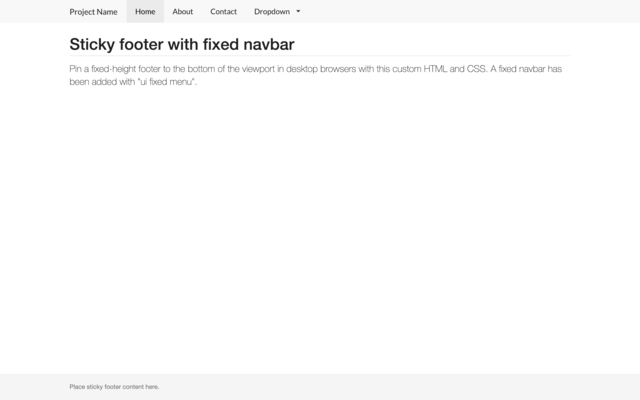 Project Name Home About Contact Dropdown
Sticky footer with fixed navbar
Pin a fixed-height footer to the bottom of the viewport in desktop browsers with this custom HTML and CSS. A fixed navbar has
been added with "ui fixed menu".
Place sticky footer content here.